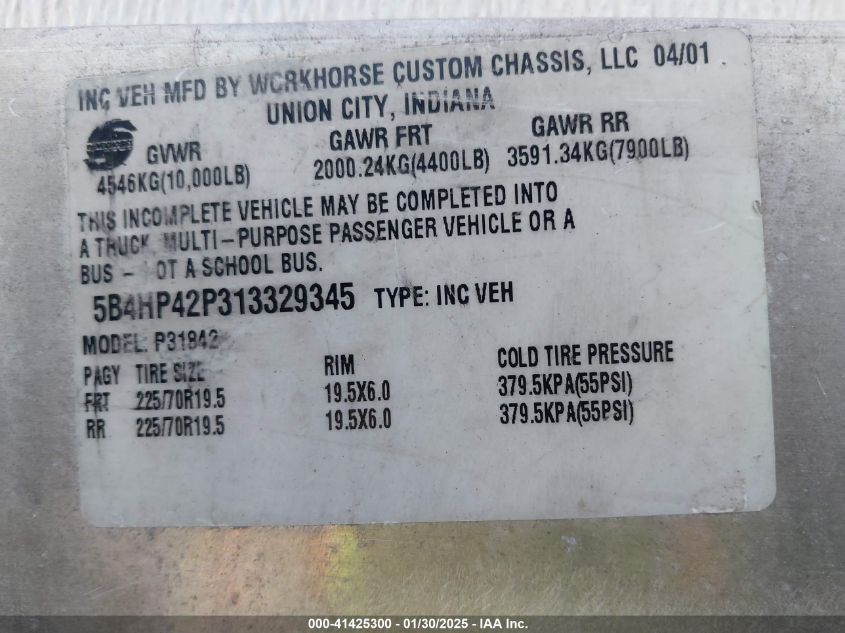 INC VEH MFD BY WORKHORSE CUSTOM CHASSIS, LLC 04/01
UNION CITY, INDIANA
GVWR GAWR FRT GAWR RR
4546KG(10,000LB) 2000.24KG(4400LB) 3591.34KG(7900LB)
THIS INCOMPLETE VEHICLE MAY BE COMPLETED INTO
A TRUCK, MULTI-PURPOSE PASSENGER VEHICLE OR A
BUS - OT A SCHOOL BUS.
5B4HP42P313329345 TYPE: INC VEH
MODEL: P31842
PAGY TIRE SIZE RIM COLD TIRE PRESSURE
FRT 225/70R19.5 19.5X6.0 379.5KPA(55PSI)
RR 225/70R19.5 19.5X6.0 379.5KPA(55PSI)
000-41425300 - 01/30/2025 - IAA Inc.